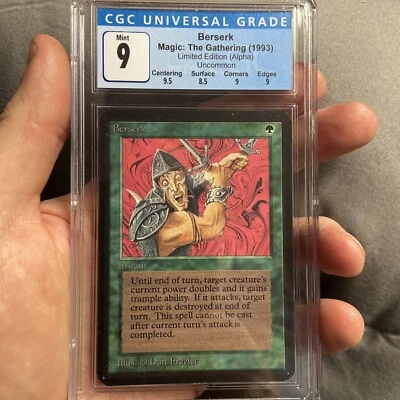 CGC UNIVERSAL GRADE
Mint
9
Berserk
Magic: The Gathering (1993)
Limited Edition (Alpha)
Uncommon
Centering Surface Corners Edges
9.5 8.5 9 9
Berserk
Instant
Until end of turn, target creature's
current power doubles and it gains
trample ability. If it attacks, target
creature is destroyed at end of
turn. This spell cannot be cast
after current turn's attack is
completed.
Illus. © Dan Frazier